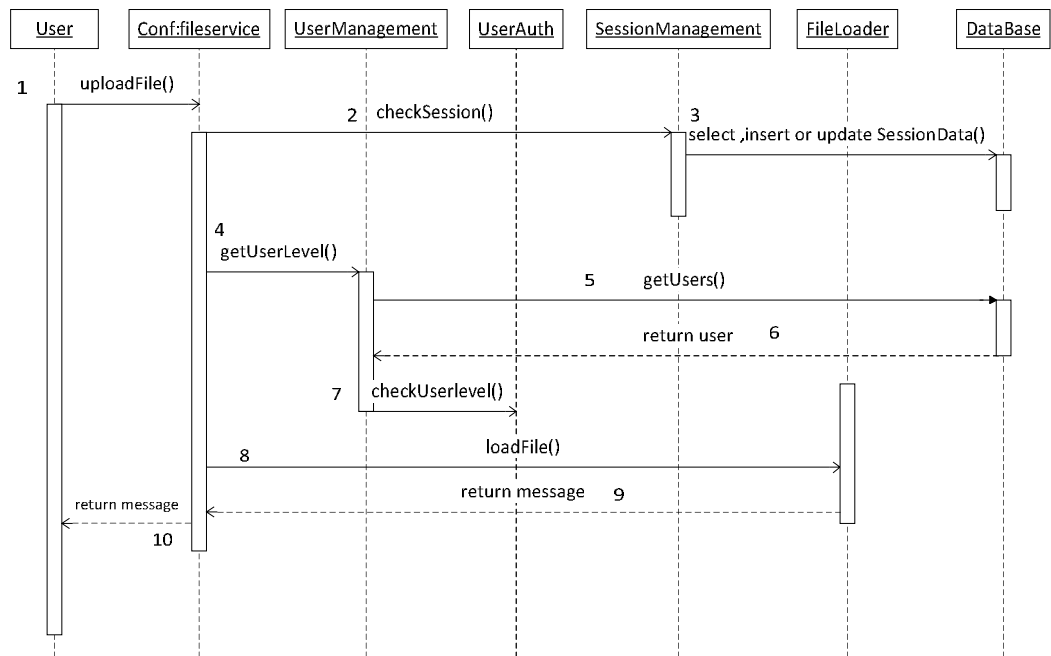 User Conf:fileservice UserManagement UserAuth SessionManagement FileLoader DataBase
1 uploadFile()
2 checkSession() 3
select ,insert or update SessionData()
4
getUserLevel()
5 getUsers()
return user 6
7 checkUserlevel()
8 loadFile()
return message 9
return message
10